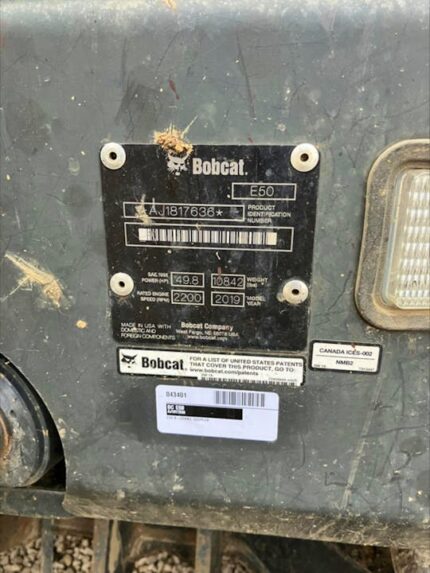 Bobcat.
E50
AJ1817636*
PRODUCT
IDENTIFICATION
NUMBER
SAE NET
POWER (HP)
49.8
10842
WEIGHT
(lbs)
RATED ENGINE
SPEED (RPM)
2200
2019
MODEL
YEAR
MADE IN USA WITH
DOMESTIC AND
FOREIGN COMPONENTS
Bobcat Company
West Fargo, ND 58078 USA
www.bobcat.com
Bobcat
FOR A LIST OF UNITED STATES PATENTS
THAT COVER THIS PRODUCT, GO TO:
www.bobcat.com/patents
CANADA ICES-002
NMB2
043461